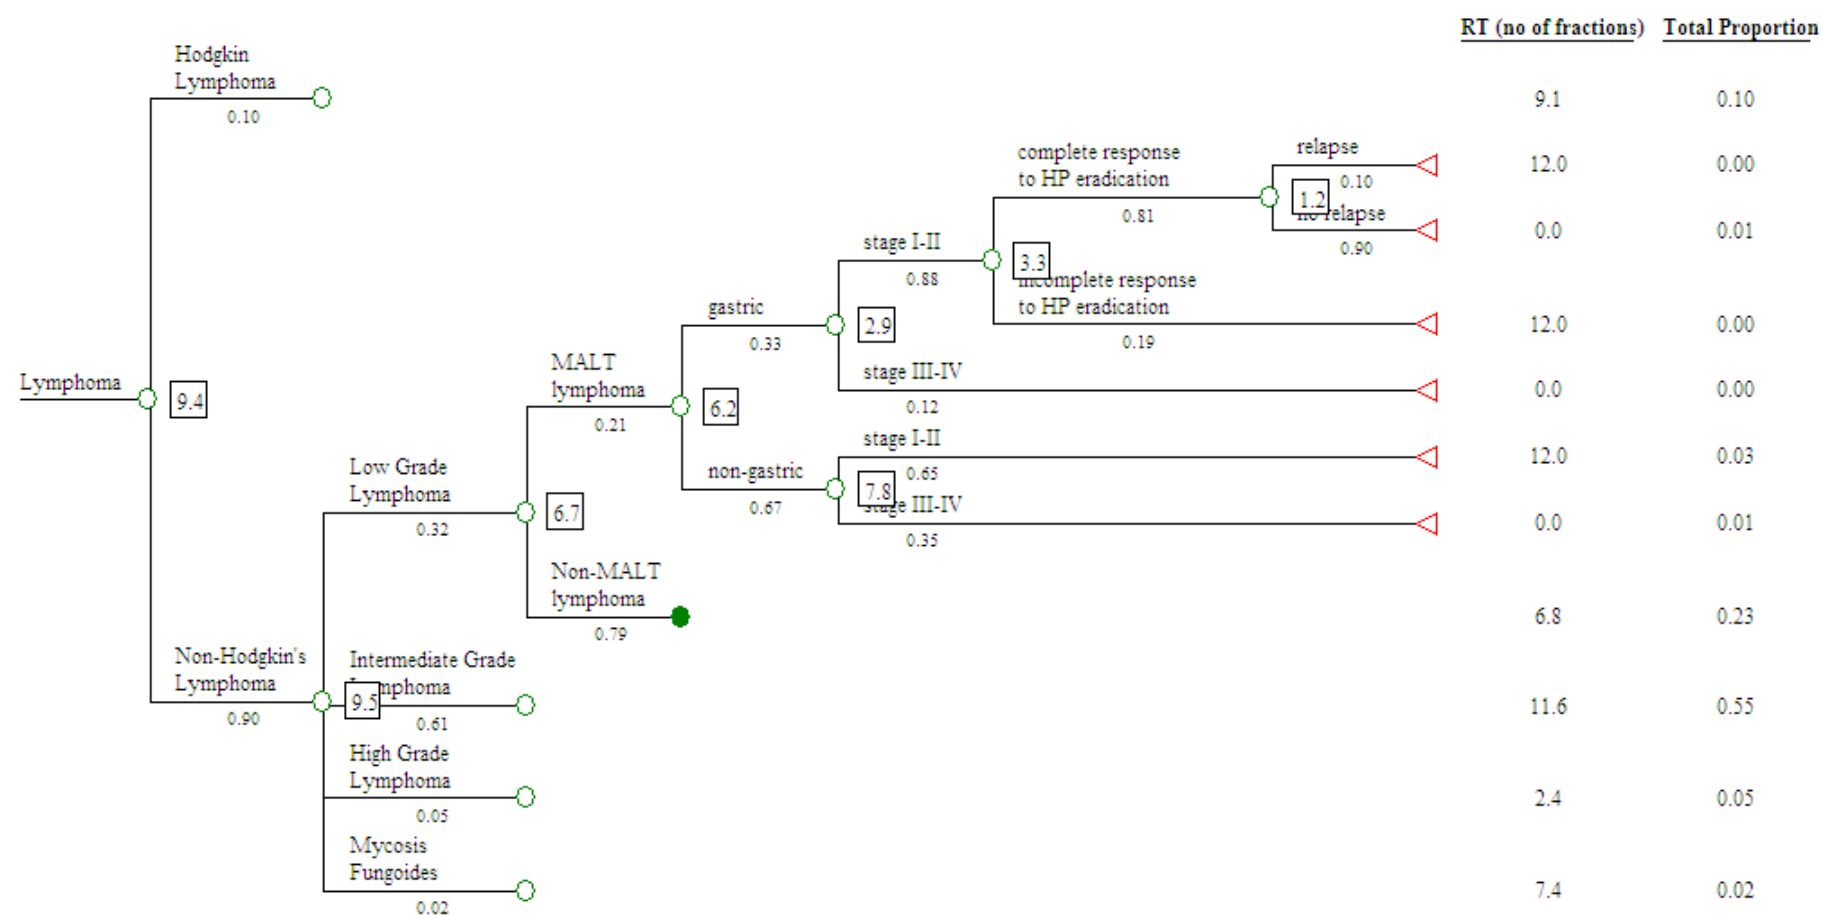 RT (no of fractions) Total Proportion
Hodgkin
Lymphoma
0.10
9.1 0.10
relapse
0.10
12.0 0.00
complete response
to HP eradication
0.81
1.2
no relapse
0.90
0.0 0.01
stage I-II
0.88
3.3
incomplete response
to HP eradication
0.19
12.0 0.00
gastric
0.33
2.9
stage III-IV
0.12
0.0 0.00
MALT
lymphoma
0.21
6.2
Lymphoma
9.4
stage I-II
0.65
12.0 0.03
non-gastric
0.67
7.8
stage III-IV
0.35
0.0 0.01
Low Grade
Lymphoma
0.32
6.7
Non-MALT
lymphoma
0.79
6.8 0.23
Non-Hodgkin's
Lymphoma
0.90
9.5
Intermediate Grade
Lymphoma
0.61
11.6 0.55
High Grade
Lymphoma
0.05
2.4 0.05
Mycosis
Fungoides
0.02
7.4 0.02